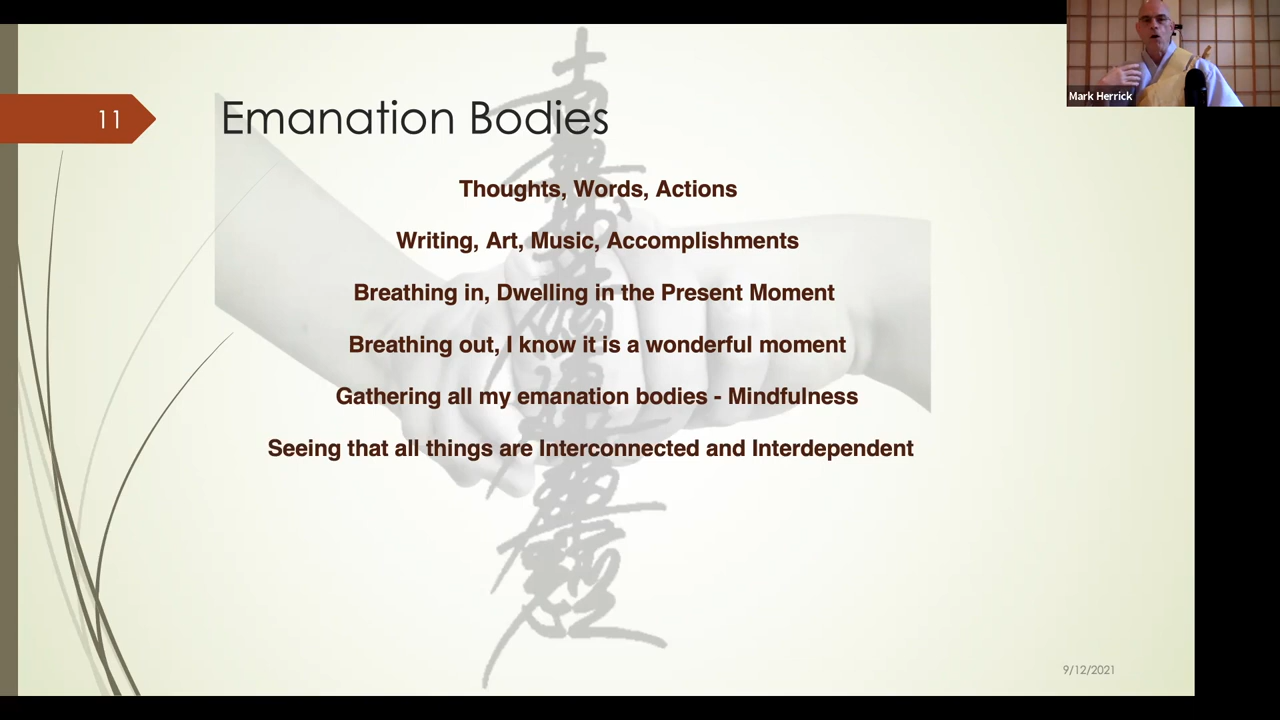 11
Emanation Bodies
Thoughts, Words, Actions
Writing, Art, Music, Accomplishments
Breathing in, Dwelling in the Present Moment
Breathing out, I know it is a wonderful moment
Gathering all my emanation bodies - Mindfulness
Seeing that all things are Interconnected and Interdependent
9/12/2021
Mark Herrick